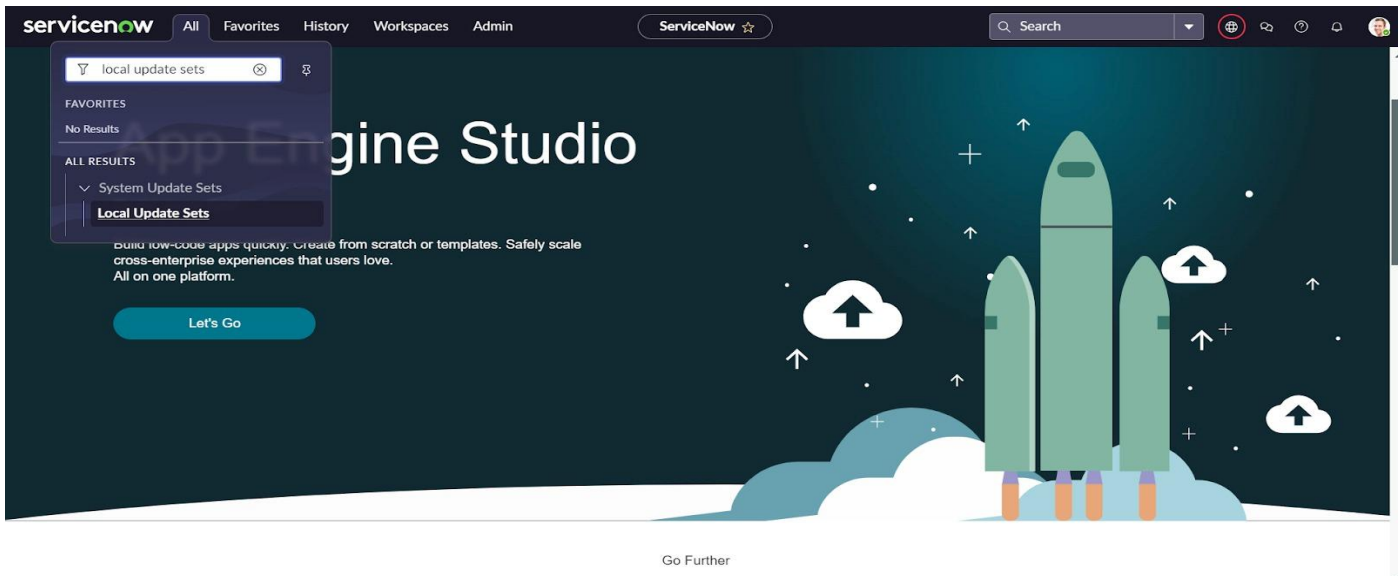 servicenow All Favorites History Workspaces Admin ServiceNow Search
local update sets
FAVORITES
No Results
ALL RESULTS
System Update Sets
Local Update Sets
App Engine Studio
Build low-code apps quickly. Create from scratch or templates. Safely scale
cross-enterprise experiences that users love.
All on one platform.
Let's Go
Go Further